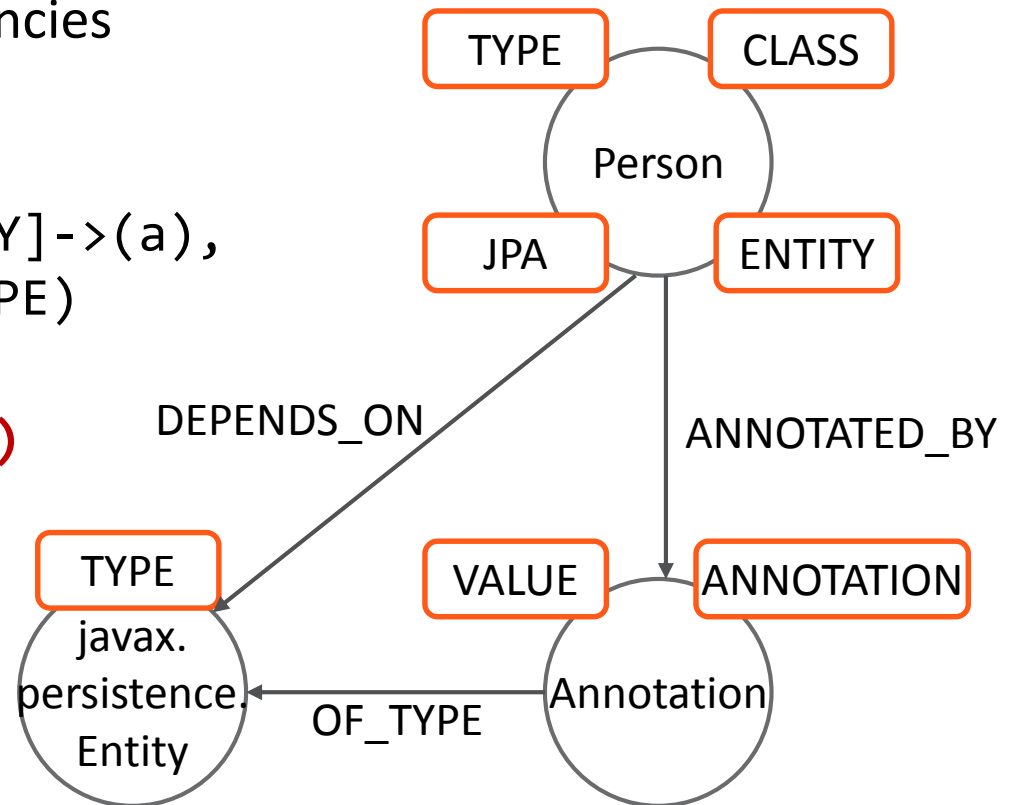 ncies
Y]->(a),
PE)
)
TYPE
CLASS
Person
JPA
ENTITY
DEPENDS_ON
ANNOTATED_BY
TYPE
javax.
persistence.
Entity
VALUE
ANNOTATION
Annotation
OF_TYPE